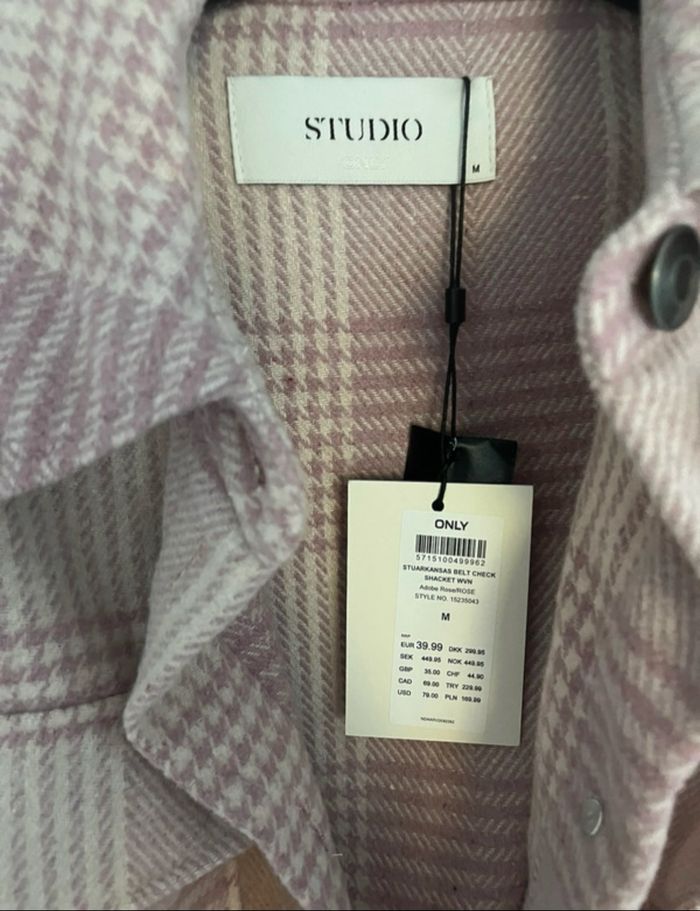 STUDIO
M
ONLY
5715100499962
STUARKANSAS BELT CHECK
SHACKET WVN
Adobe Rose/ROSE
STYLE NO. 15235043
M
RRP
EUR 39.99 DKK 299.95
SEK 449.95 NOK 449.95
GBP 35.00 CHF 44.90
CAD 69.00 TRY 229.99
USD 79.00 PLN 169.99